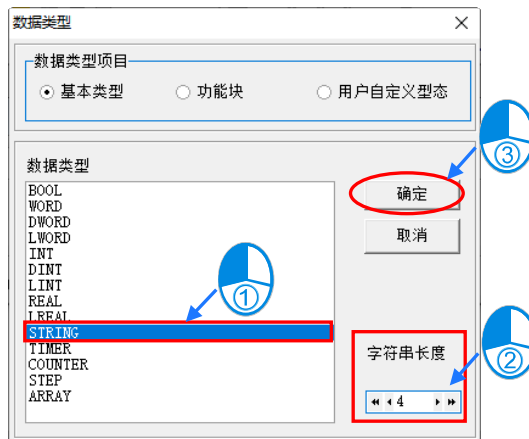 数据类型
数据类型项目
基本类型 功能块 用户自定义型态
③
数据类型
BOOL
WORD
DWORD
LWORD
INT
DINT
LINT
REAL
LREAL
STRING
TIMER
COUNTER
STEP
ARRAY
①
确定
取消
字符串长度
②
4